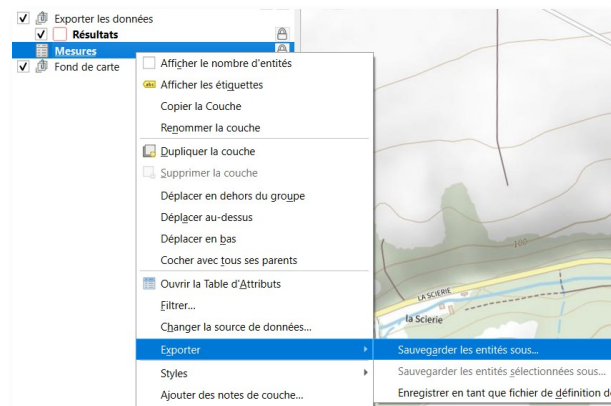 Exporter les données
Résultats
Mesures
Fond de carte
Afficher le nombre d'entités
Afficher les étiquettes
Copier la Couche
Renommer la couche
Dupliquer la couche
Supprimer la couche
Déplacer en dehors du groupe
Déplacer au-dessus
Déplacer en bas
Cocher avec tous ses parents
Ouvrir la Table d'Attributs
Filtrer...
Changer la source de données...
Exporter
Styles
Ajouter des notes de couche...
Sauvegarder les entités sous...
Sauvegarder les entités sélectionnées sous...
Enregistrer en tant que fichier de définition d
100
LA SCIERIE
la Scierie